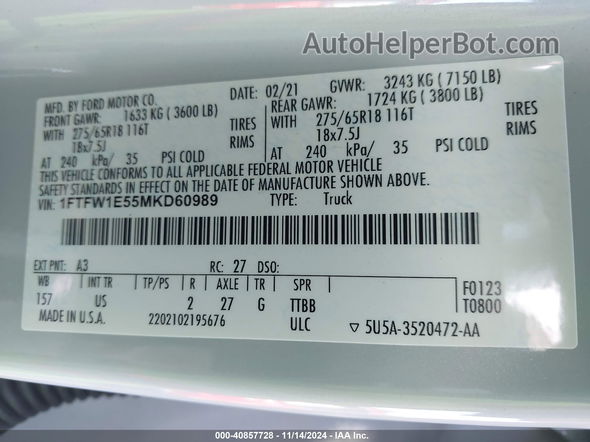 AutoHelperBot.com
MFD. BY FORD MOTOR CO. DATE: 02/21 GVWR: 3243 KG ( 7150 LB)
FRONT GAWR: 1633 KG ( 3600 LB) REAR GAWR: 1724 KG ( 3800 LB)
WITH 275/65R18 116T TIRES WITH 275/65R18 116T TIRES
18x7.5J RIMS 18x7.5J RIMS
AT 240 kPa/ 35 PSI COLD AT 240 kPa/ 35 PSI COLD
THIS VEHICLE CONFORMS TO ALL APPLICABLE FEDERAL MOTOR VEHICLE
SAFETY STANDARDS IN EFFECT ON THE DATE OF MANUFACTURE SHOWN ABOVE.
VIN: 1FTFW1E55MKD60989 TYPE: Truck
EXT PNT: A3 RC: 27 DSO:
WB INT TR TP/PS R AXLE TR SPR F0123
157 US 2 27 G TTBB T0800
MADE IN U.S.A. 2202102195676 ULC ▽ 5U5A-3520472-AA
000-40857728 - 11/14/2024 - IAA Inc.